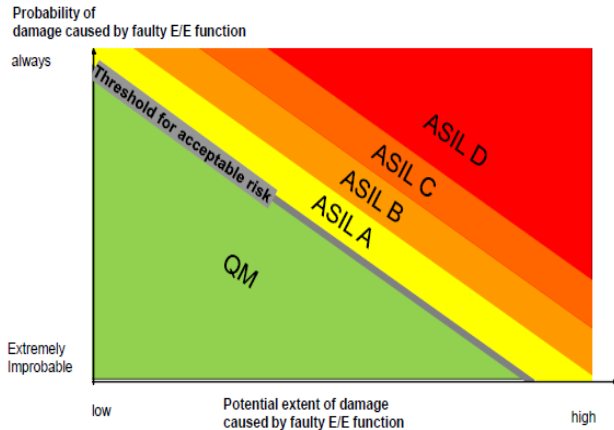 Probability of
damage caused by faulty E/E function
always
Threshold for acceptable risk
ASIL D
ASIL C
ASIL B
ASIL A
QM
Extremely
Improbable
low
Potential extent of damage
caused by faulty E/E function
high